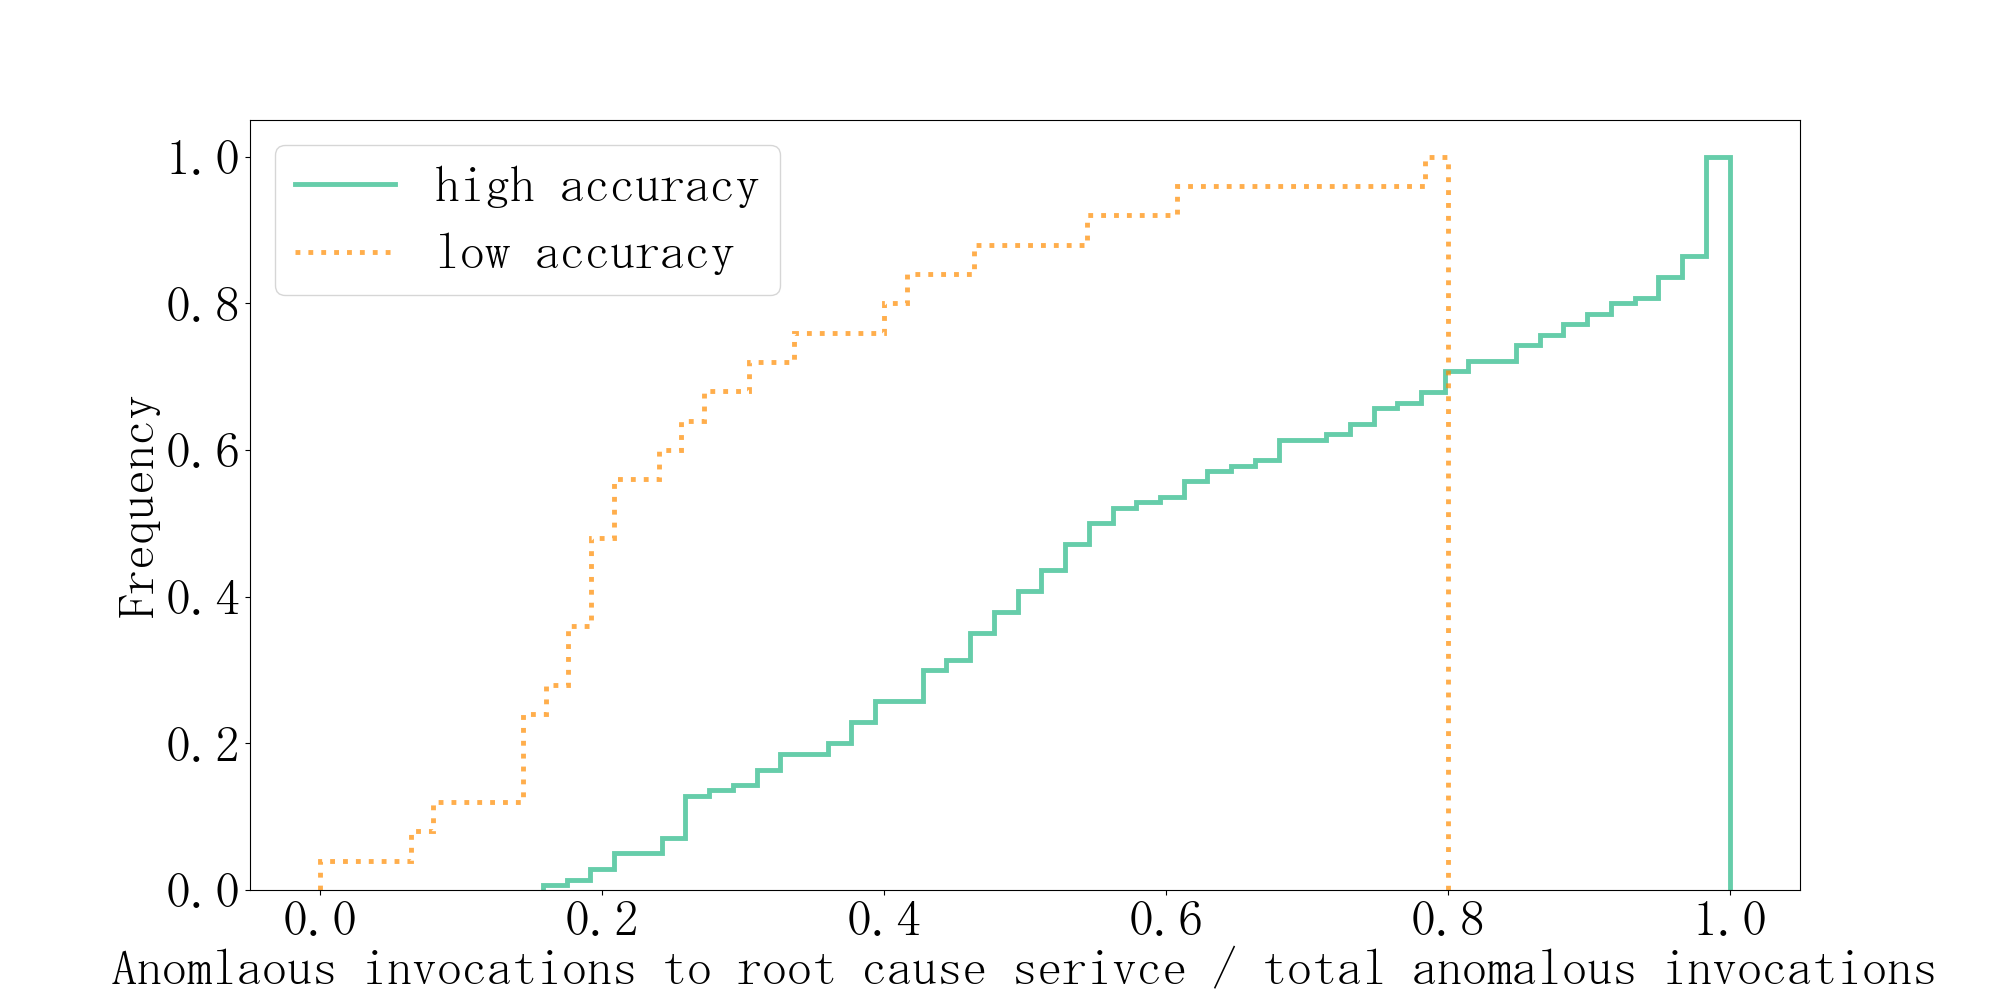 high accuracy
low accuracy
1.0
0.8
0.6
0.4
0.2
0.0
Frequency
0.0 0.2 0.4 0.6 0.8 1.0
Anomlaous invocations to root cause serivce / total anomalous invocations